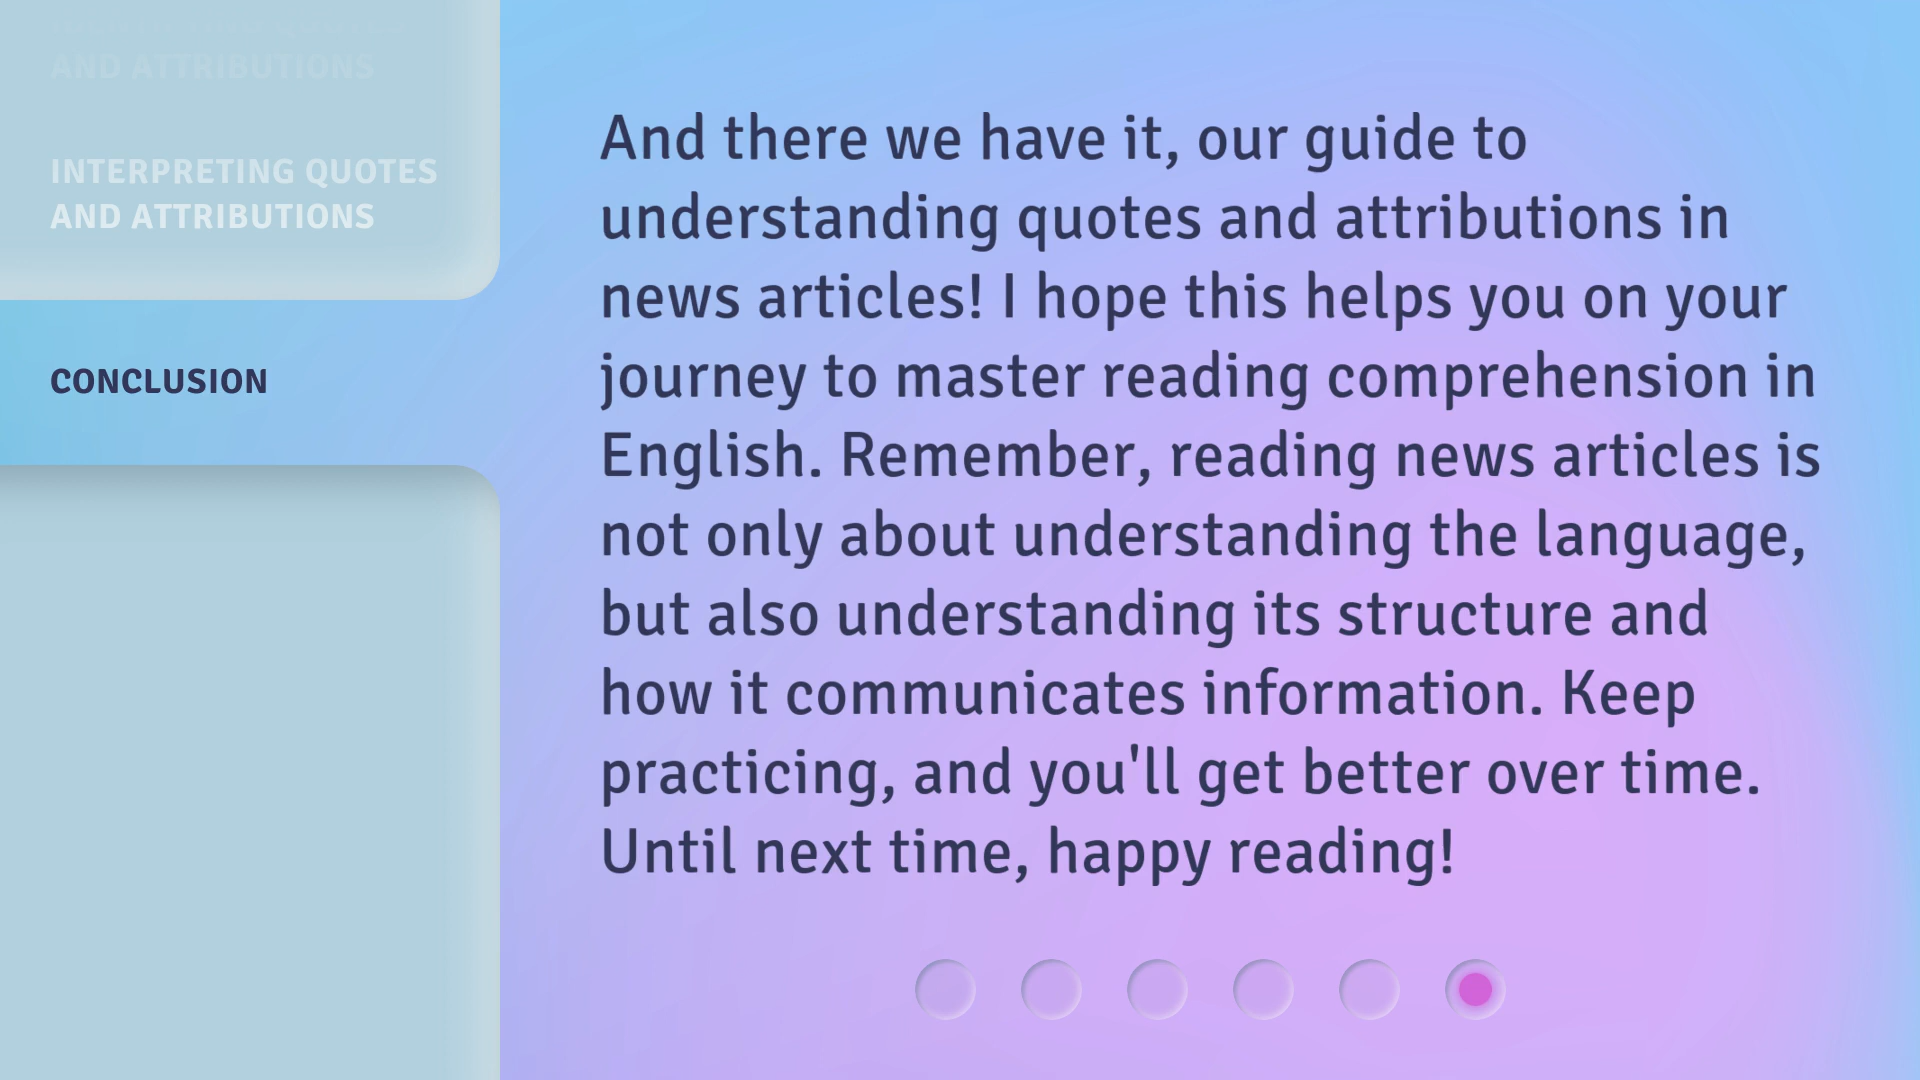 AND ATTRIBUTIONS
INTERPRETING QUOTES
AND ATTRIBUTIONS
CONCLUSION
And there we have it, our guide to
understanding quotes and attributions in
news articles! I hope this helps you on your
journey to master reading comprehension in
English. Remember, reading news articles is
not only about understanding the language,
but also understanding its structure and
how it communicates information. Keep
practicing, and you'll get better over time.
Until next time, happy reading!